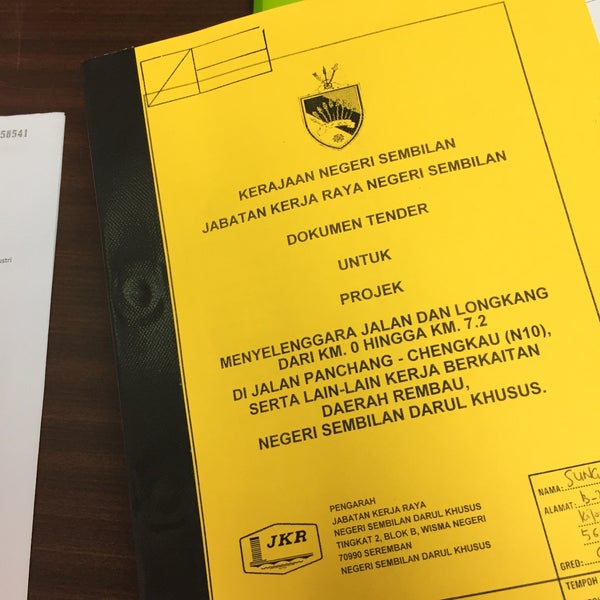 58541
stri
KERAJAAN NEGERI SEMBILAN
JABATAN KERJA RAYA NEGERI SEMBILAN
DOKUMEN TENDER
UNTUK
PROJEK
MENYELENGGARA JALAN DAN LONGKANG
DARI KM. 0 HINGGA KM. 7.2
DI JALAN PANCHANG - CHENGKAU (N10),
SERTA LAIN-LAIN KERJA BERKAITAN
DAERAH REMBAU,
NEGERI SEMBILAN DARUL KHUSUS.
JKR
PENGARAH
JABATAN KERJA RAYA
NEGERI SEMBILAN DARUL KHUSUS
TINGKAT 2, BLOK B, WISMA NEGERI
70990 SEREMBAN
NEGERI SEMBILAN DARUL KHUSUS
NAMA:
ALAMAT:
GRED:
TEMPOH